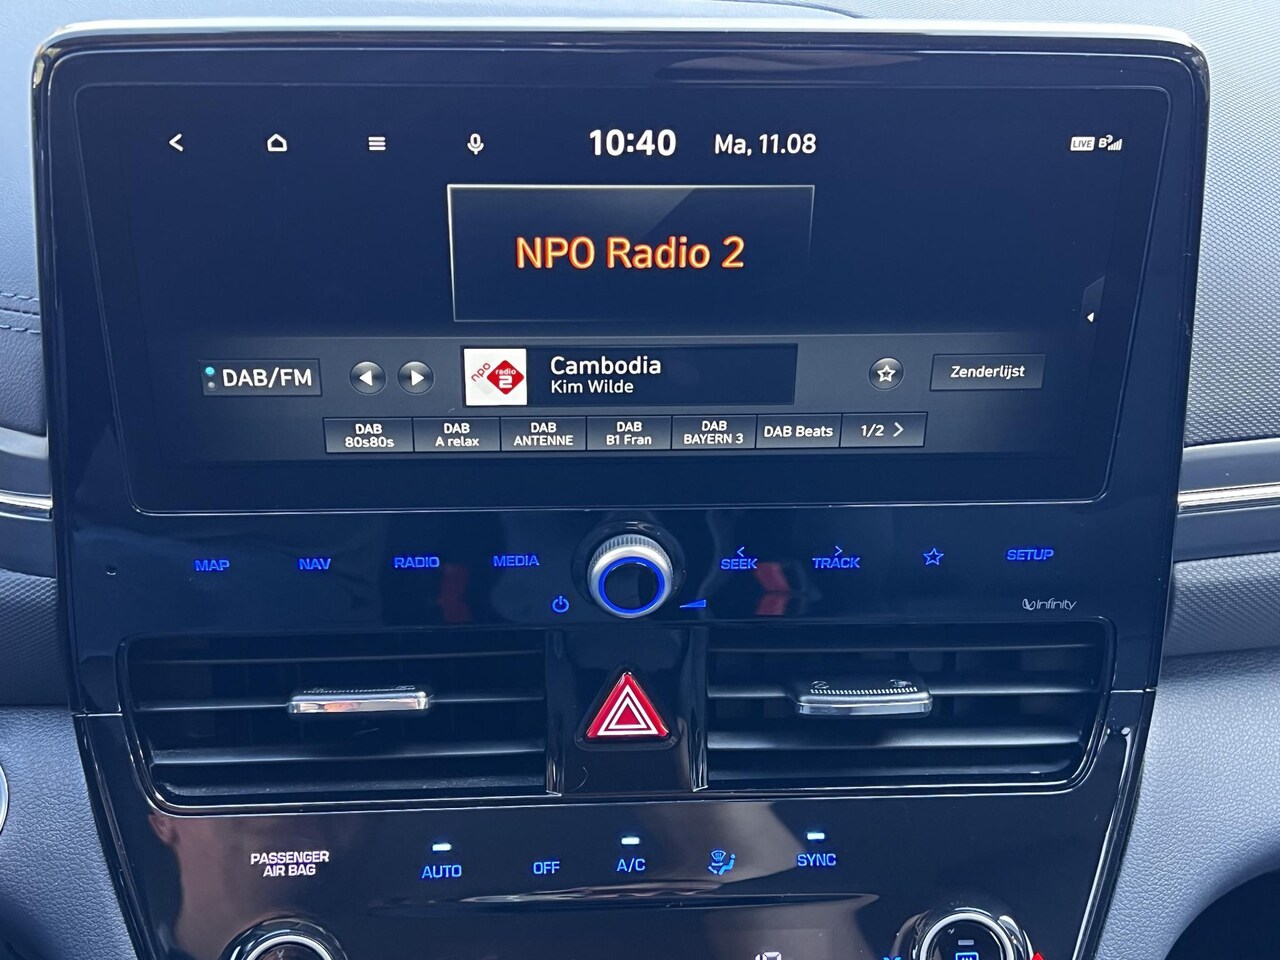 10:40 Ma, 11.08 LIVE B
NPO Radio 2
DAB/FM
npo radio 2
Cambodia
Kim Wilde
Zenderlijst
DAB 80s80s
DAB A relax
DAB ANTENNE
DAB B1 Fran
DAB BAYERN 3
DAB Beats
1/2
MAP NAV RADIO MEDIA SEEK TRACK SETUP
Infinity
PASSENGER AIR BAG
AUTO OFF A/C SYNC